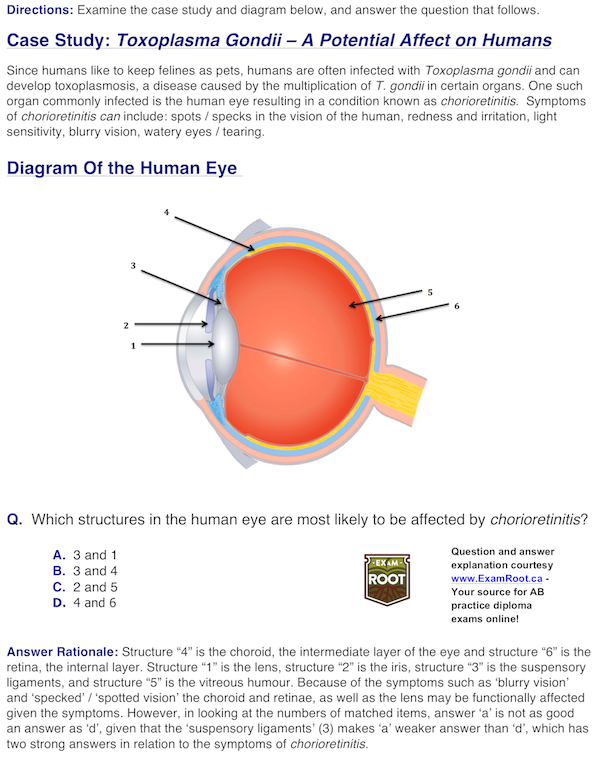 Directions: Examine the case study and diagram below, and answer the question that follows.
Case Study: Toxoplasma Gondii – A Potential Affect on Humans
Since humans like to keep felines as pets, humans are often infected with Toxoplasma gondii and can
develop toxoplasmosis, a disease caused by the multiplication of T. gondii in certain organs. One such
organ commonly infected is the human eye resulting in a condition known as chorioretinitis. Symptoms
of chorioretinitis can include: spots / specks in the vision of the human, redness and irritation, light
sensitivity, blurry vision, watery eyes / tearing.
Diagram Of the Human Eye
4
3
5
6
2
1
Q. Which structures in the human eye are most likely to be affected by chorioretinitis?
A. 3 and 1
B. 3 and 4
C. 2 and 5
D. 4 and 6
EXAM
ROOT
Question and answer
explanation courtesy
www.ExamRoot.ca -
Your source for AB
practice diploma
exams online!
Answer Rationale: Structure “4” is the choroid, the intermediate layer of the eye and structure “6” is the
retina, the internal layer. Structure “1” is the lens, structure “2” is the iris, structure “3” is the suspensory
ligaments, and structure “5” is the vitreous humour. Because of the symptoms such as ‘blurry vision’
and ‘specked’ / ‘spotted vision’ the choroid and retinae, as well as the lens may be functionally affected
given the symptoms. However, in looking at the numbers of matched items, answer ‘a’ is not as good
an answer as ‘d’, given that the ‘suspensory ligaments’ (3) makes ‘a’ weaker answer than ‘d’, which has
two strong answers in relation to the symptoms of chorioretinitis.